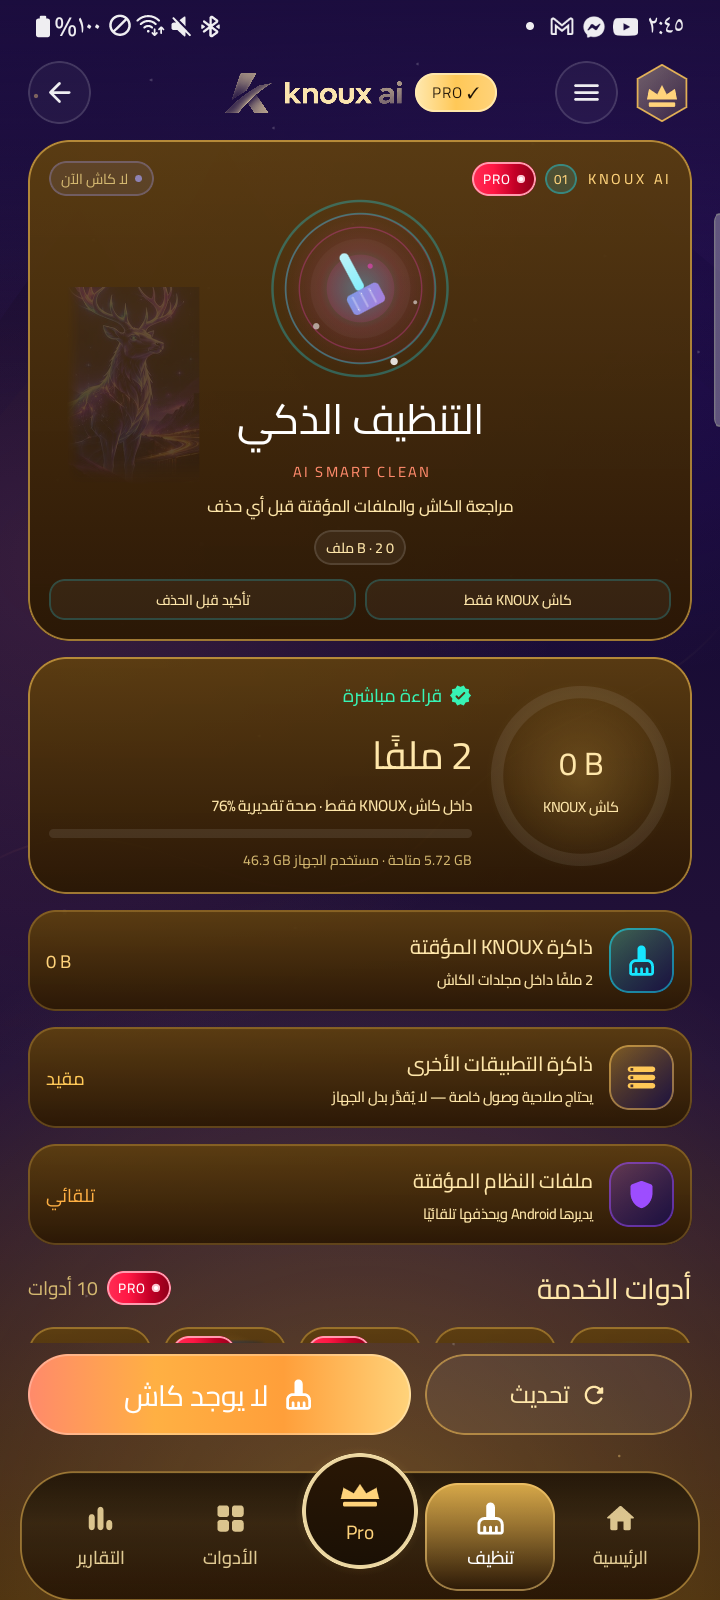 ٢:٤٥
%١٠٠
knoux ai
PRO ✓
KNOUX AI
01
PRO
لا كاش الآن
التنظيف الذكي
AI SMART CLEAN
مراجعة الكاش والملفات المؤقتة قبل أي حذف
0 B · 2 ملف
كاش KNOUX فقط
تأكيد قبل الحذف
0 B
كاش KNOUX
قراءة مباشرة
2 ملفًا
داخل كاش KNOUX فقط · صحة تقديرية 76%
5.72 GB متاحة · مستخدم الجهاز 46.3 GB
ذاكرة KNOUX المؤقتة
2 ملفًا داخل مجلدات الكاش
0 B
ذاكرة التطبيقات الأخرى
يحتاج صلاحية وصول خاصة — لا يُقدَّر بدل الجهاز
مقيد
ملفات النظام المؤقتة
يديرها Android ويحذفها تلقائيًا
تلقائي
أدوات الخدمة
PRO
10 أدوات
تحديث
لا يوجد كاش
الرئيسية
تنظيف
Pro
الأدوات
التقارير